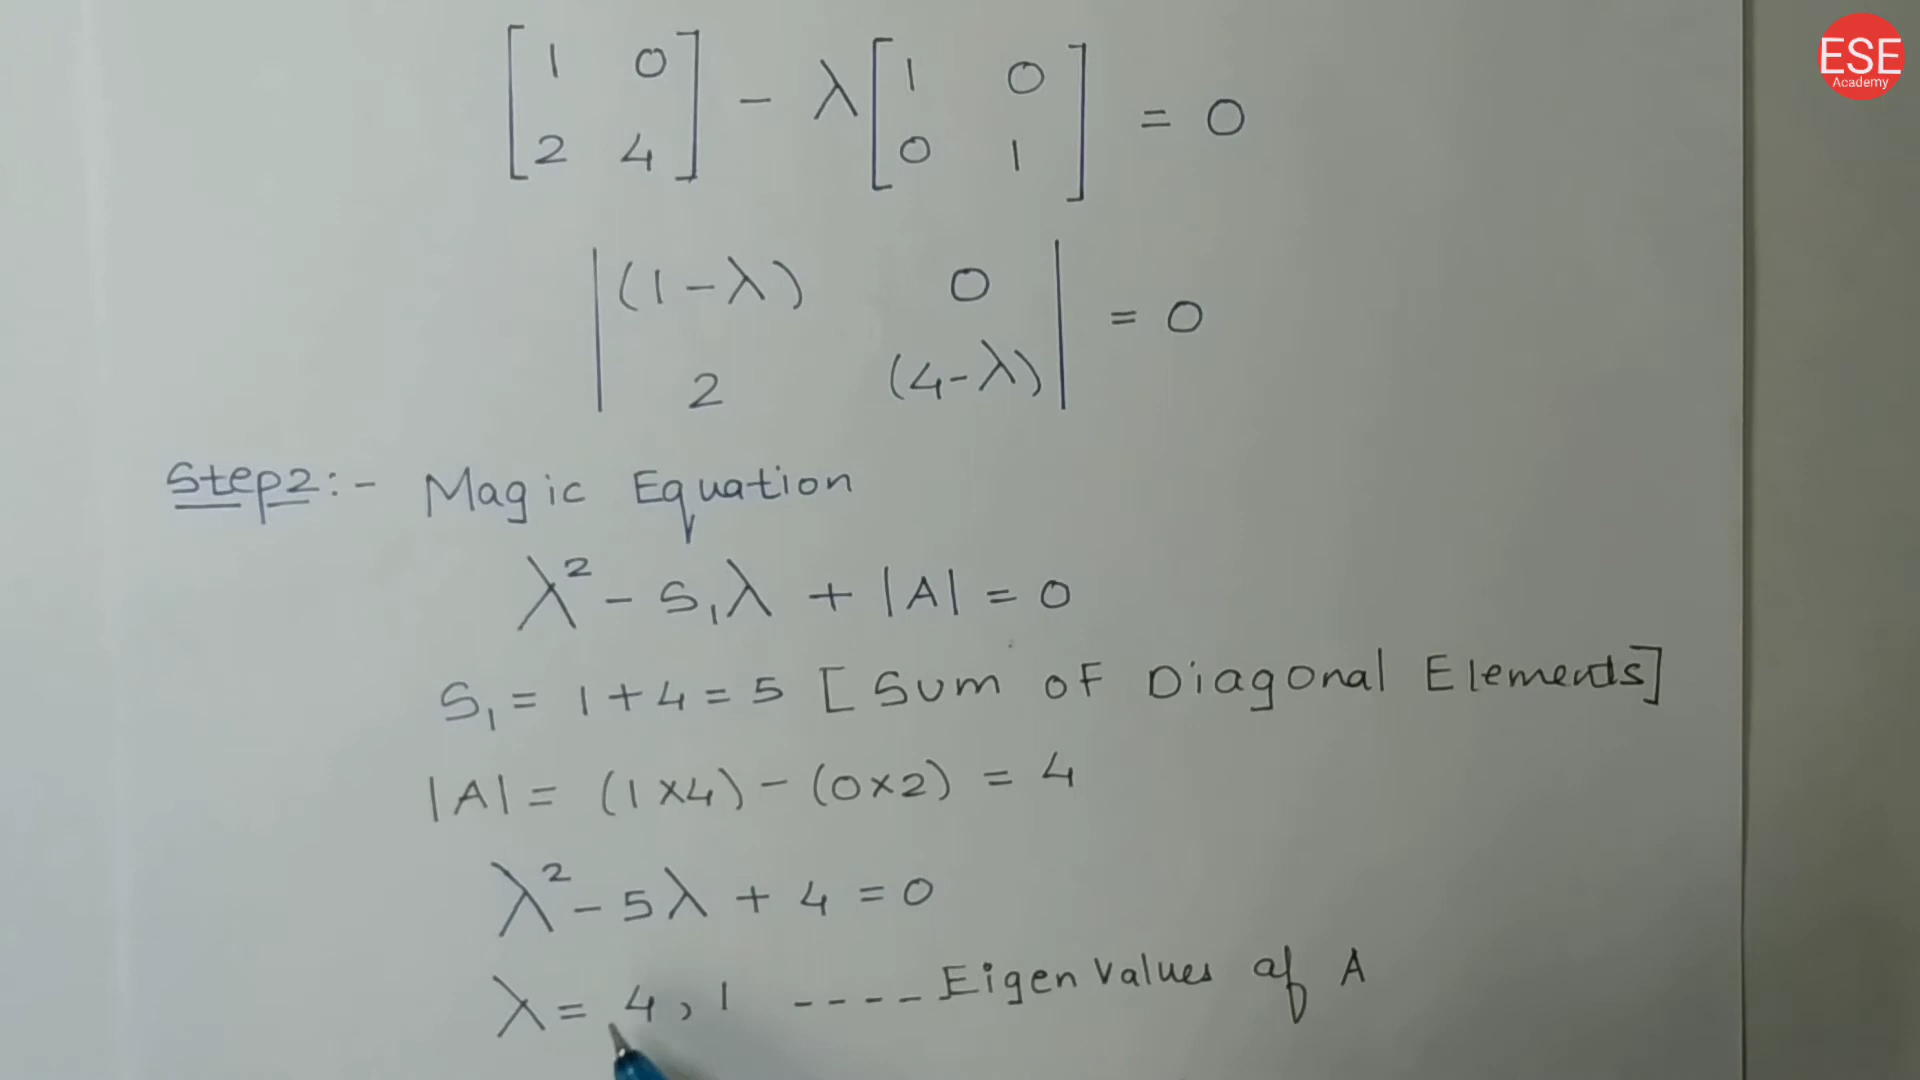 ESE
Academy
[1 0
2 4] - λ[1 0
0 1] = 0
|(1-λ) 0
2 (4-λ)| = 0
Step2:- Magic Equation
λ² - S₁λ + |A| = 0
S₁ = 1+4 = 5 [Sum of Diagonal Elements]
|A| = (1×4) - (0×2) = 4
λ² - 5λ + 4 = 0
λ = 4, 1 ---- Eigen Values of A